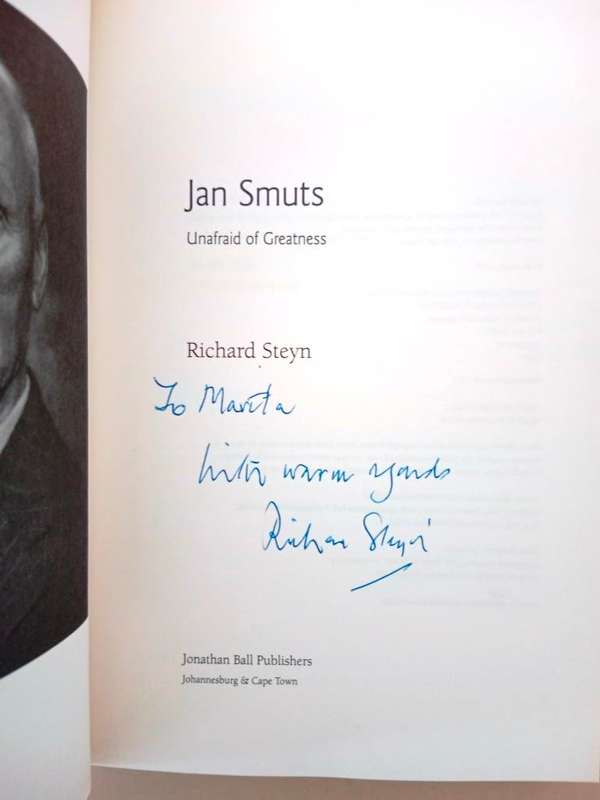 Jan Smuts
Unafraid of Greatness
Richard Steyn
To Marita
With warm regards
Richard Steyn
Jonathan Ball Publishers
Johannesburg & Cape Town